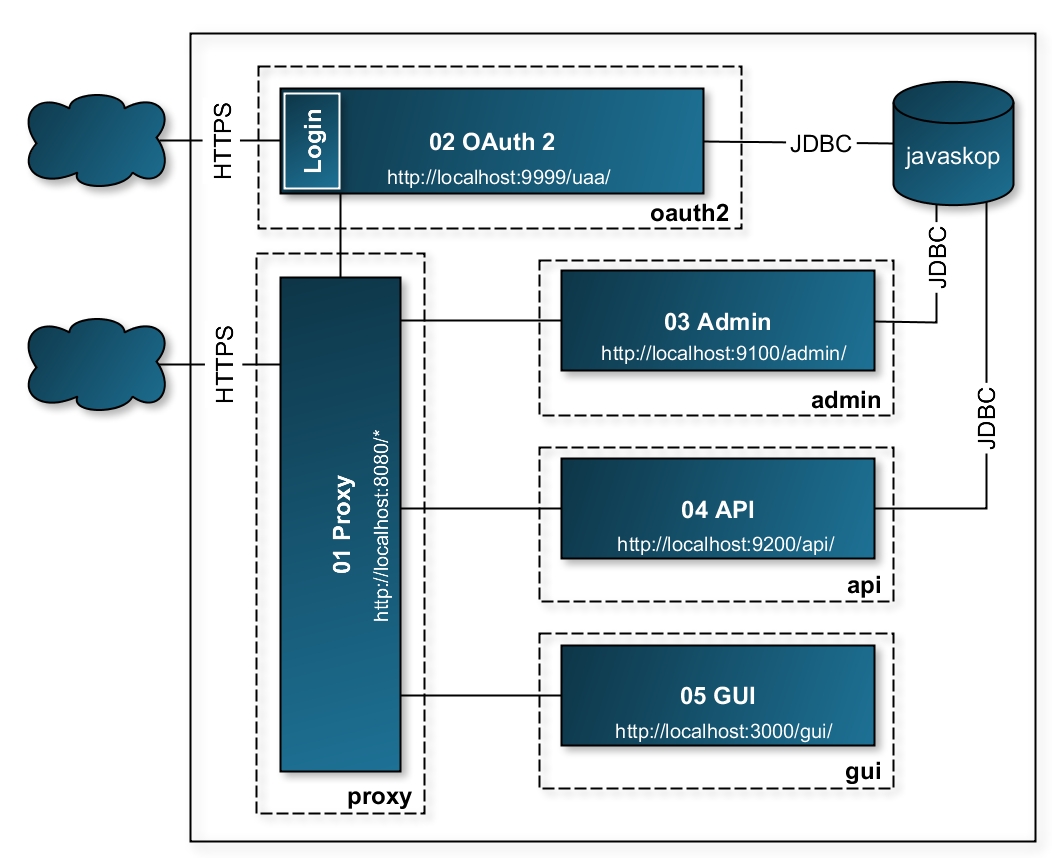 HTTPS
Login
02 OAuth 2
http://localhost:9999/uaa/
oauth2
JDBC
javaskop
JDBC
JDBC
HTTPS
01 Proxy
http://localhost:8080/*
proxy
03 Admin
http://localhost:9100/admin/
admin
04 API
http://localhost:9200/api/
api
05 GUI
http://localhost:3000/gui/
gui